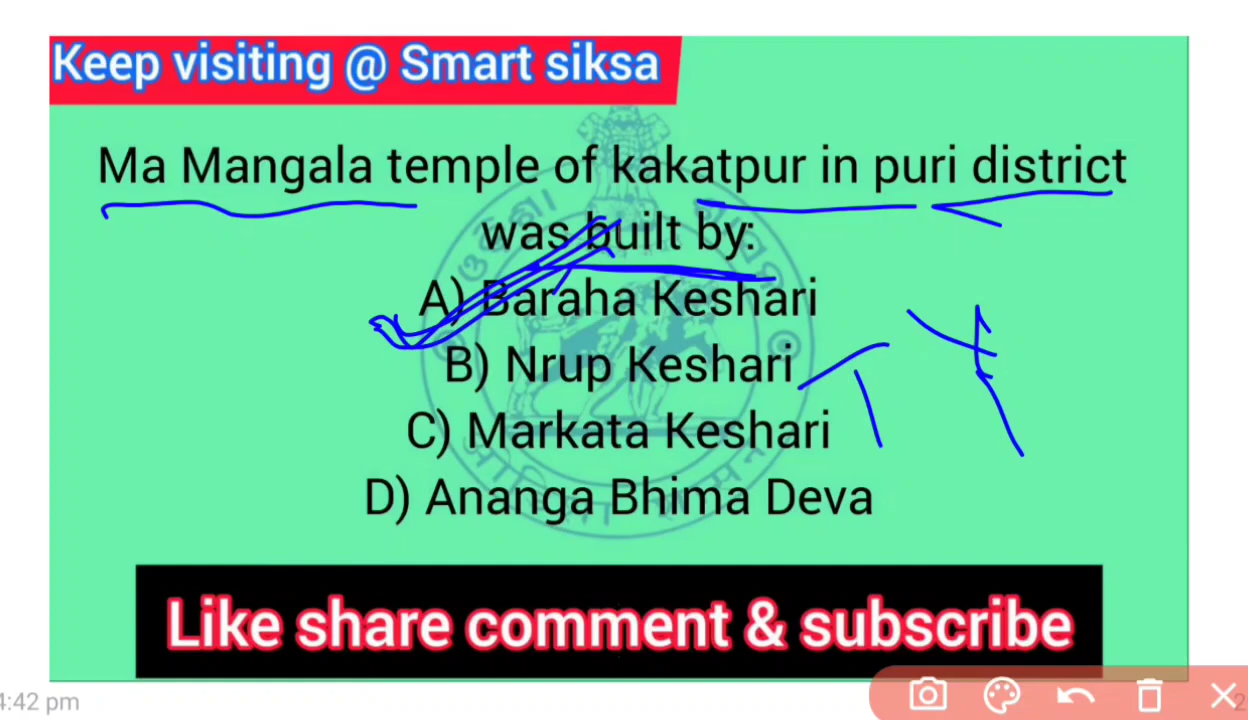 Keep visiting @ Smart siksa
Ma Mangala temple of kakatpur in puri district
was built by:
A) Baraha Keshari
B) Nrup Keshari
C) Markata Keshari
D) Ananga Bhima Deva
Like share comment & subscribe
4:42 pm